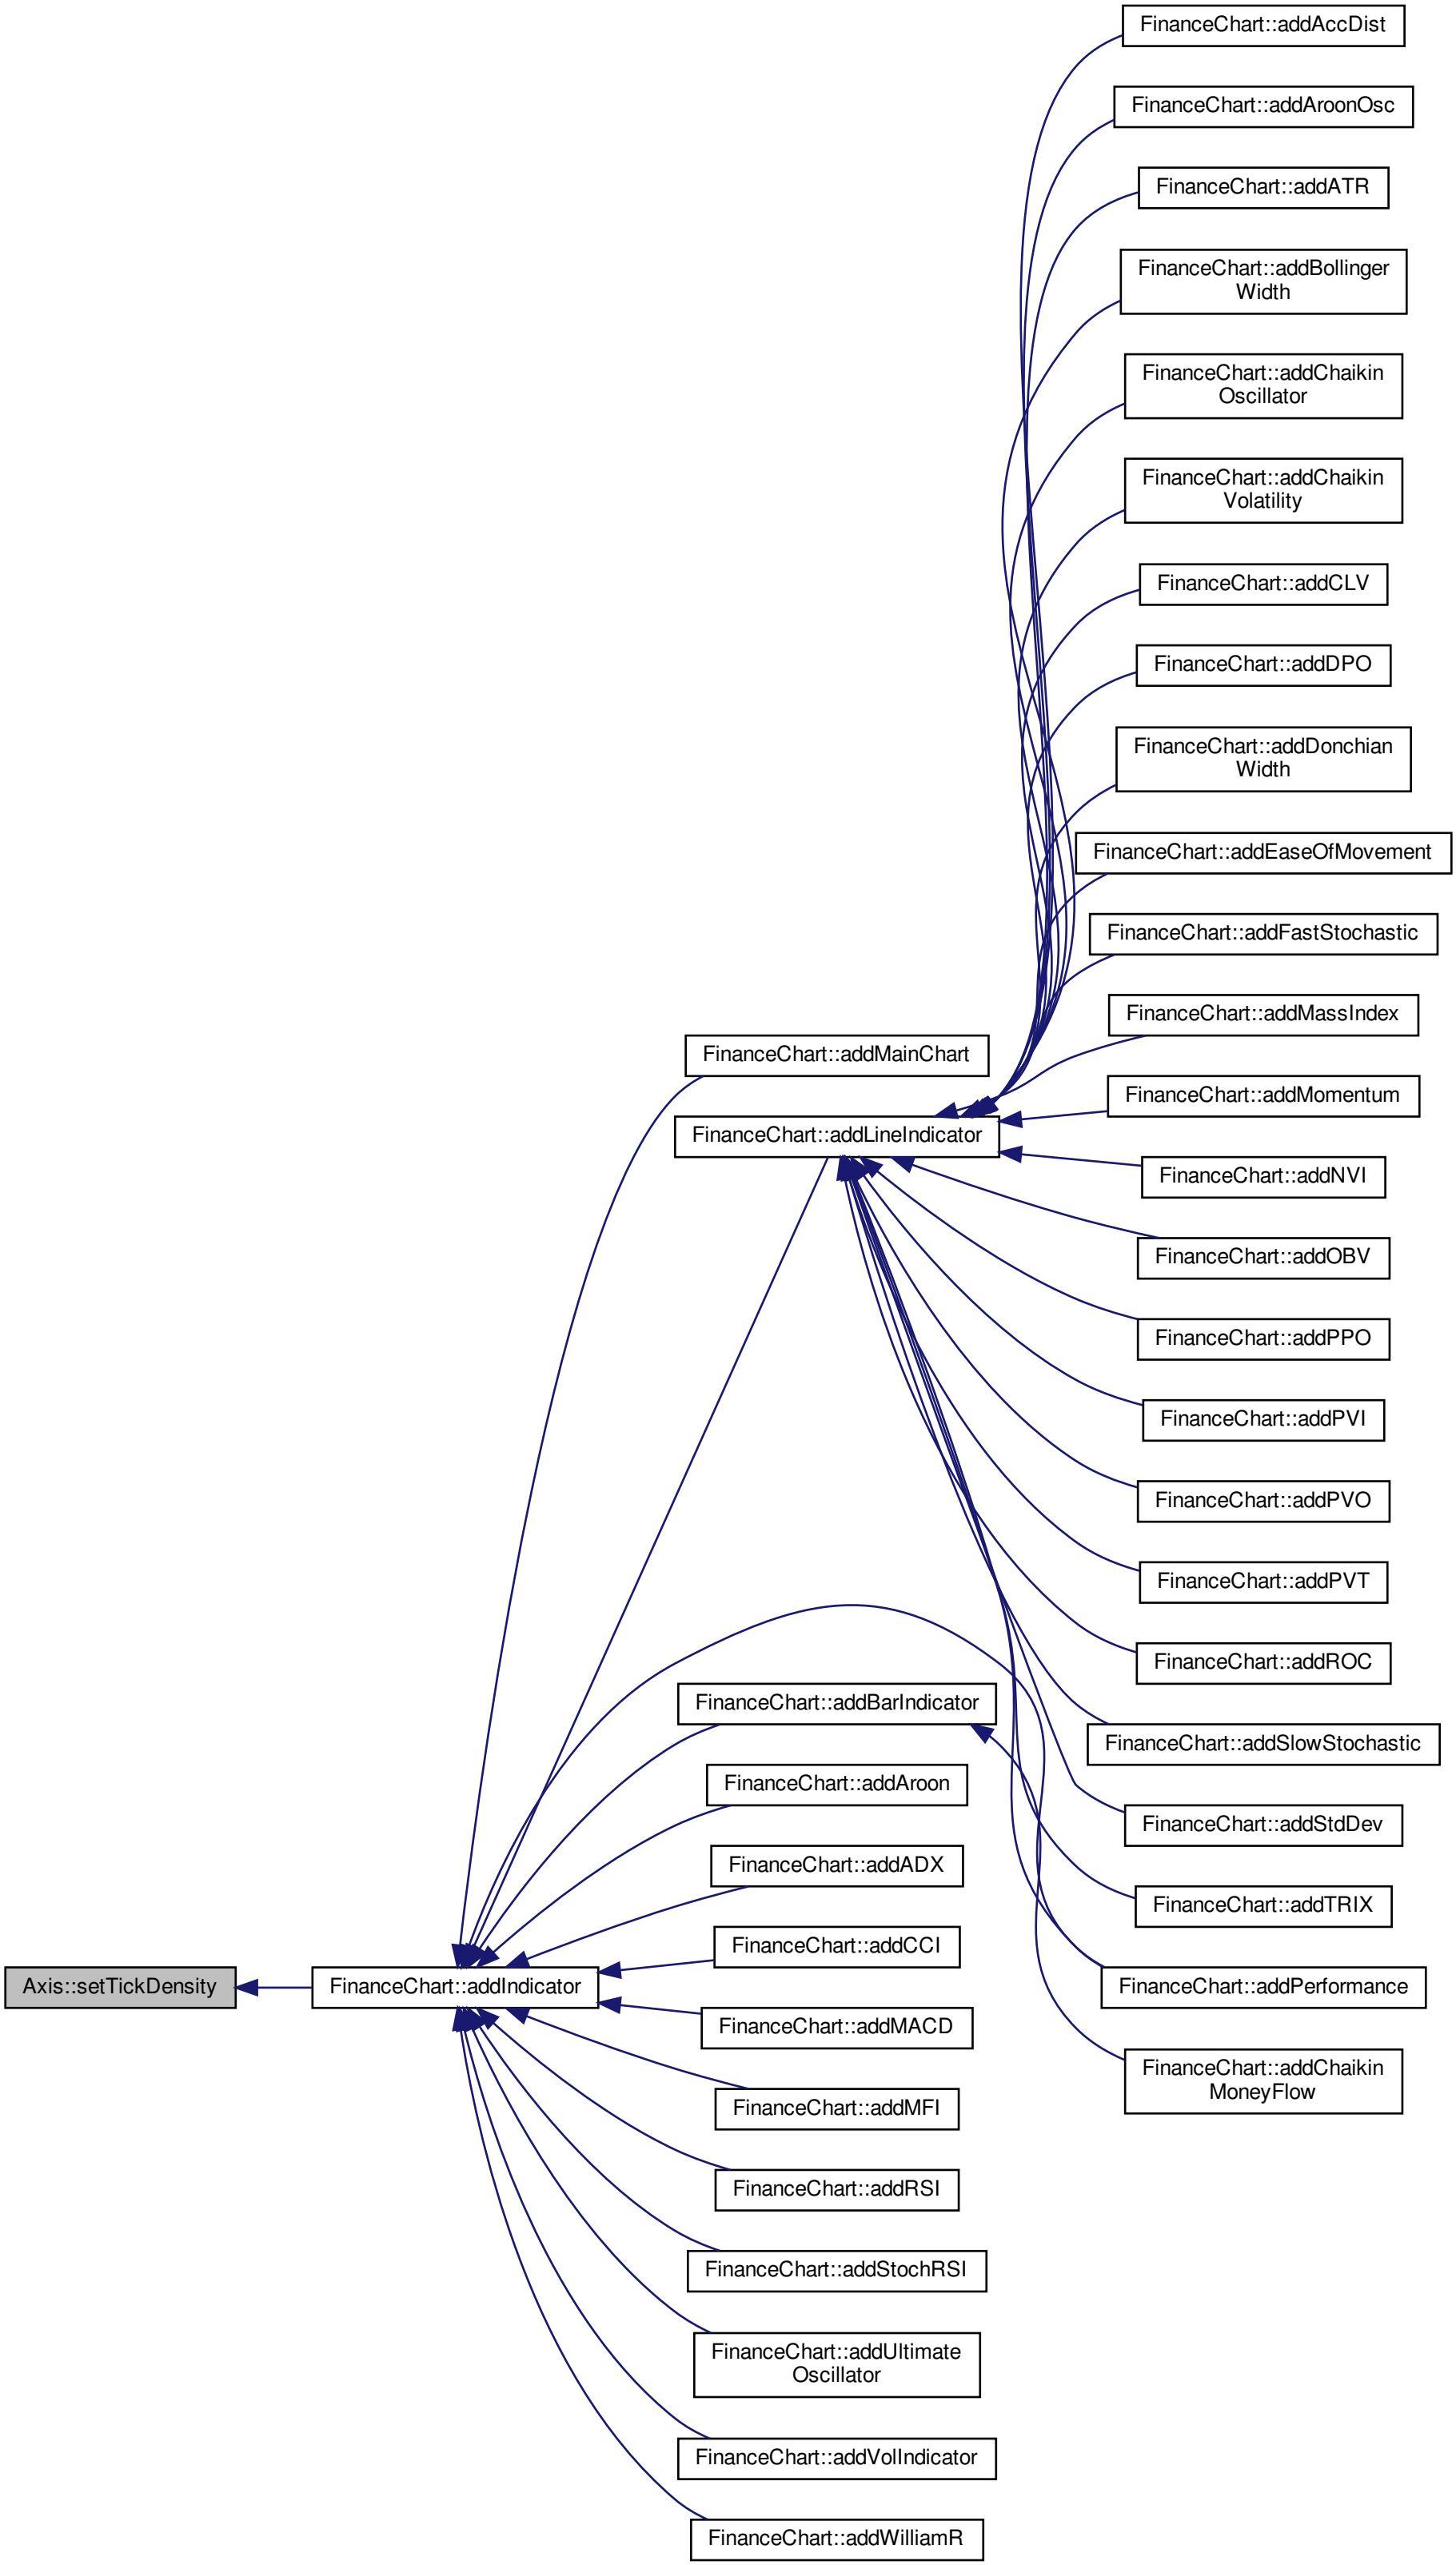 FinanceChart::addAccDist
FinanceChart::addAroonOsc
FinanceChart::addATR
FinanceChart::addBollinger
Width
FinanceChart::addChaikin
Oscillator
FinanceChart::addChaikin
Volatility
FinanceChart::addCLV
FinanceChart::addDPO
FinanceChart::addDonchian
Width
FinanceChart::addEaseOfMovement
FinanceChart::addFastStochastic
FinanceChart::addMassIndex
FinanceChart::addMainChart
FinanceChart::addMomentum
FinanceChart::addLineIndicator
FinanceChart::addNVI
FinanceChart::addOBV
FinanceChart::addPPO
FinanceChart::addPVI
FinanceChart::addPVO
FinanceChart::addPVT
FinanceChart::addROC
FinanceChart::addBarIndicator
FinanceChart::addSlowStochastic
FinanceChart::addAroon
FinanceChart::addStdDev
FinanceChart::addADX
FinanceChart::addTRIX
FinanceChart::addCCI
Axis::setTickDensity
FinanceChart::addIndicator
FinanceChart::addPerformance
FinanceChart::addMACD
FinanceChart::addChaikin
MoneyFlow
FinanceChart::addMFI
FinanceChart::addRSI
FinanceChart::addStochRSI
FinanceChart::addUltimate
Oscillator
FinanceChart::addVolIndicator
FinanceChart::addWilliamR